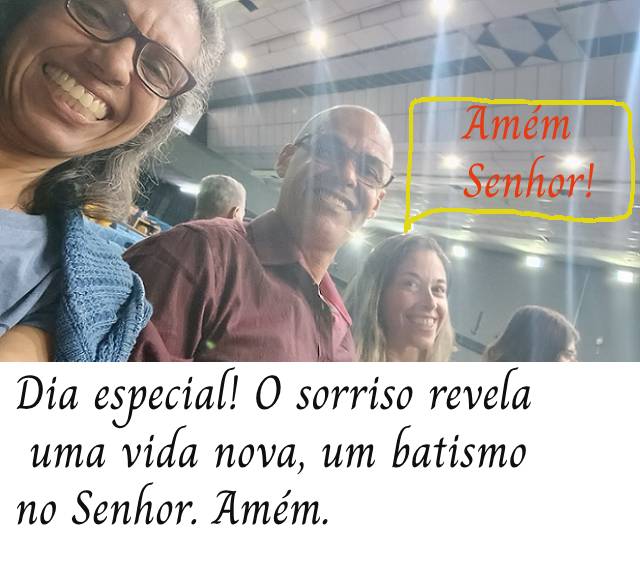 Amém
Senhor!
Dia especial! O sorriso revela
uma vida nova, um batismo
no Senhor. Amém.